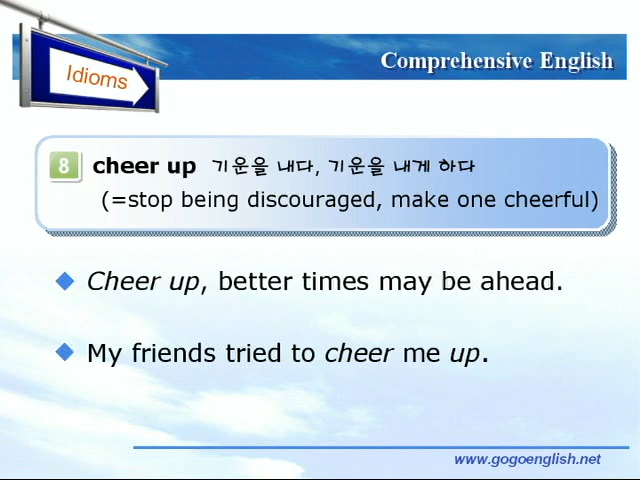 Idioms
Comprehensive English
8 cheer up 기운을 내다, 기운을 내게 하다
(=stop being discouraged, make one cheerful)
Cheer up, better times may be ahead.
My friends tried to cheer me up.
www.gogoenglish.net